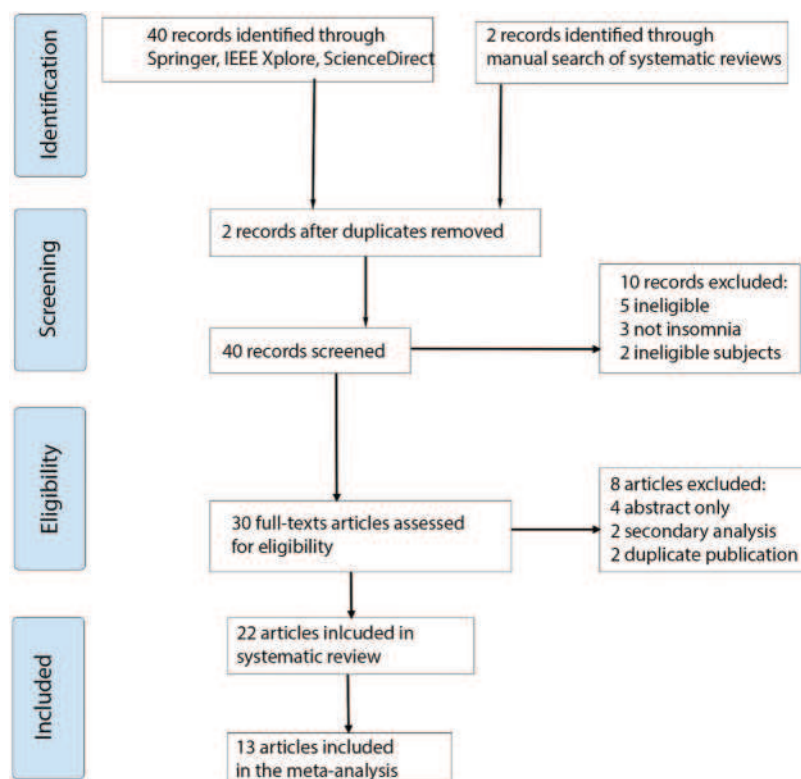 Identification
40 records identified through
Springer, IEEE Xplore, ScienceDirect
2 records identified through
manual search of systematic reviews
Screening
2 records after duplicates removed
40 records screened
10 records excluded:
5 ineligible
3 not insomnia
2 ineligible subjects
Eligibility
30 full-texts articles assessed
for eligibility
8 articles excluded:
4 abstract only
2 secondary analysis
2 duplicate publication
Included
22 articles inlcuded in
systematic review
13 articles included
in the meta-analysis